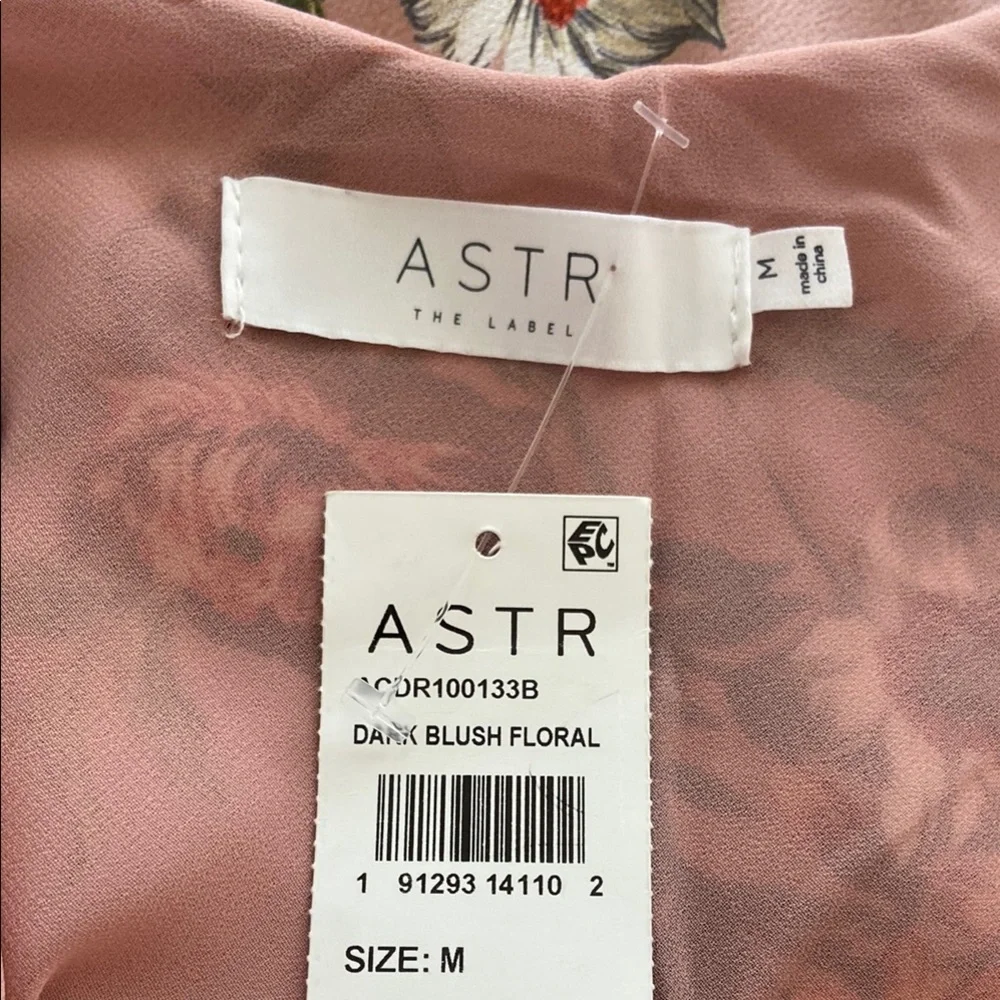 ASTR
THE LABEL
M
made in
china
EPC
ASTR
DARK BLUSH FLORAL
1 91293 14110 2
SIZE: M